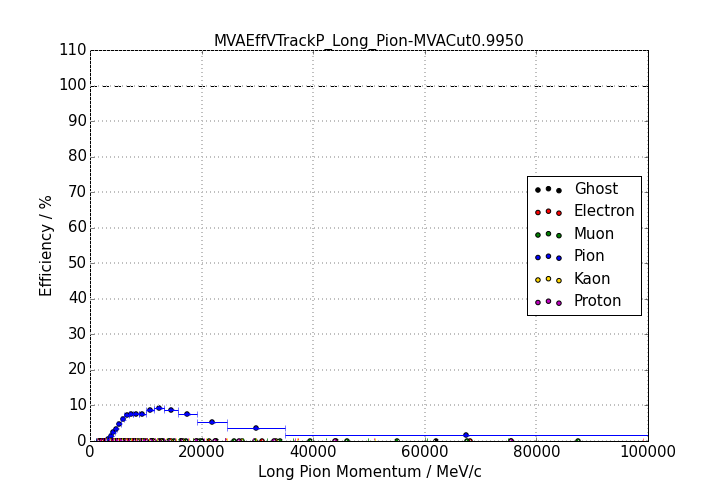 MVAEffVTrackP_Long_Pion-MVACut0.9950
110
100
90
80
70
60
50
40
30
20
10
0
Efficiency / %
Ghost
Electron
Muon
Pion
Kaon
Proton
0 20000 40000 60000 80000 100000
Long Pion Momentum / MeV/c